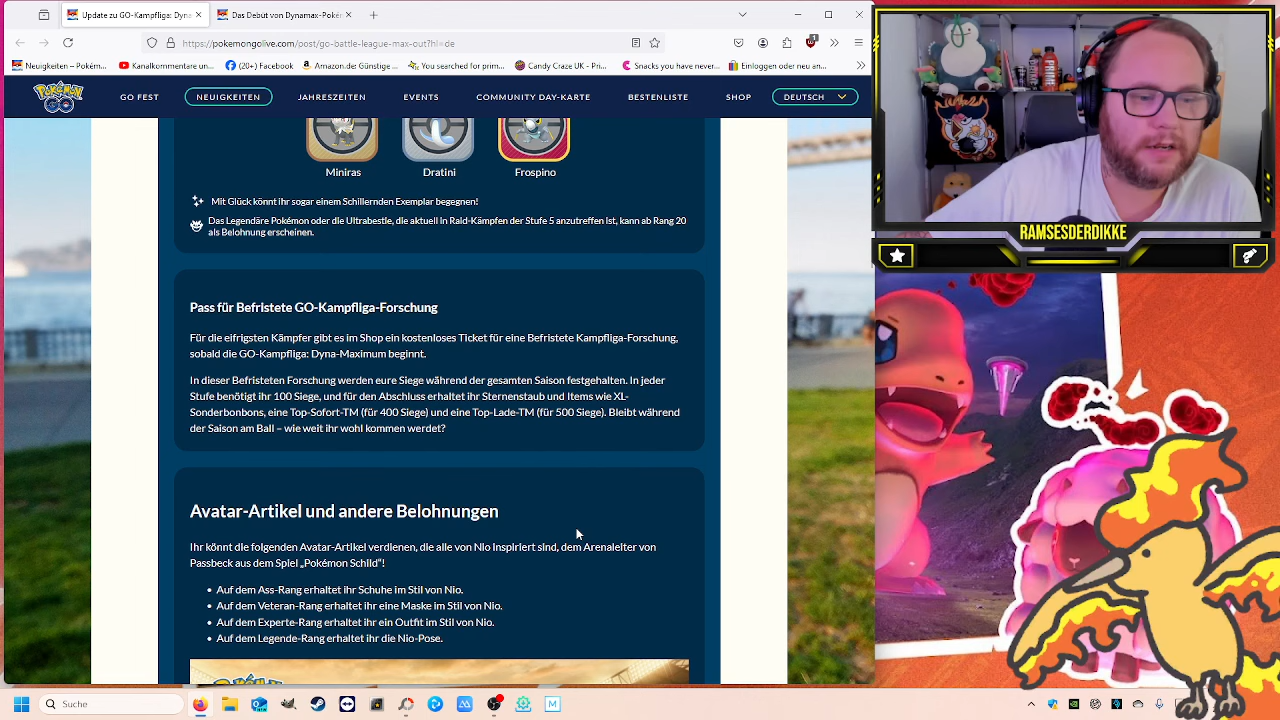 Update zu GO-Kampfliga: Dyna
Das Debüt von Dynamax-Poké
https://pokemongolive.com/post/go-battle-league-max-out?hl=de
Neuigkeiten – Pokém...
Kanalkommentare un...
(20+) Facebook
Amazon Günstige ...
You searched for prim...
Candy Craze UK - Pri...
Snacks you have never...
Einloggen oder neu an...
POKÉMON GO
GO FEST
NEUIGKEITEN
JAHRESZEITEN
EVENTS
COMMUNITY DAY-KARTE
BESTENLISTE
SHOP
DEUTSCH
Miniras
Dratini
Frospino
Mit Glück könnt ihr sogar einem Schillernden Exemplar begegnen!
Das Legendäre Pokémon oder die Ultrabestie, die aktuell in Raid-Kämpfen der Stufe 5 anzutreffen ist, kann ab Rang 20
als Belohnung erscheinen.
Pass für Befristete GO-Kampfliga-Forschung
Für die eifrigsten Kämpfer gibt es im Shop ein kostenloses Ticket für eine Befristete Kampfliga-Forschung,
sobald die GO-Kampfliga: Dyna-Maximum beginnt.
In dieser Befristeten Forschung werden eure Siege während der gesamten Saison festgehalten. In jeder
Stufe benötigt ihr 100 Siege, und für den Abschluss erhaltet ihr Sternenstaub und Items wie XL-
Sonderbonbons, eine Top-Sofort-TM (für 400 Siege) und eine Top-Lade-TM (für 500 Siege). Bleibt während
der Saison am Ball – wie weit ihr wohl kommen werdet?
Avatar-Artikel und andere Belohnungen
Ihr könnt die folgenden Avatar-Artikel verdienen, die alle von Nio inspiriert sind, dem Arenaleiter von
Passbeck aus dem Spiel „Pokémon Schild“!
• Auf dem Ass-Rang erhaltet ihr Schuhe im Stil von Nio.
• Auf dem Veteran-Rang erhaltet ihr eine Maske im Stil von Nio.
• Auf dem Experte-Rang erhaltet ihr ein Outfit im Stil von Nio.
• Auf dem Legende-Rang erhaltet ihr die Nio-Pose.
Suche
PRIME
RAMSESDERDIKKE